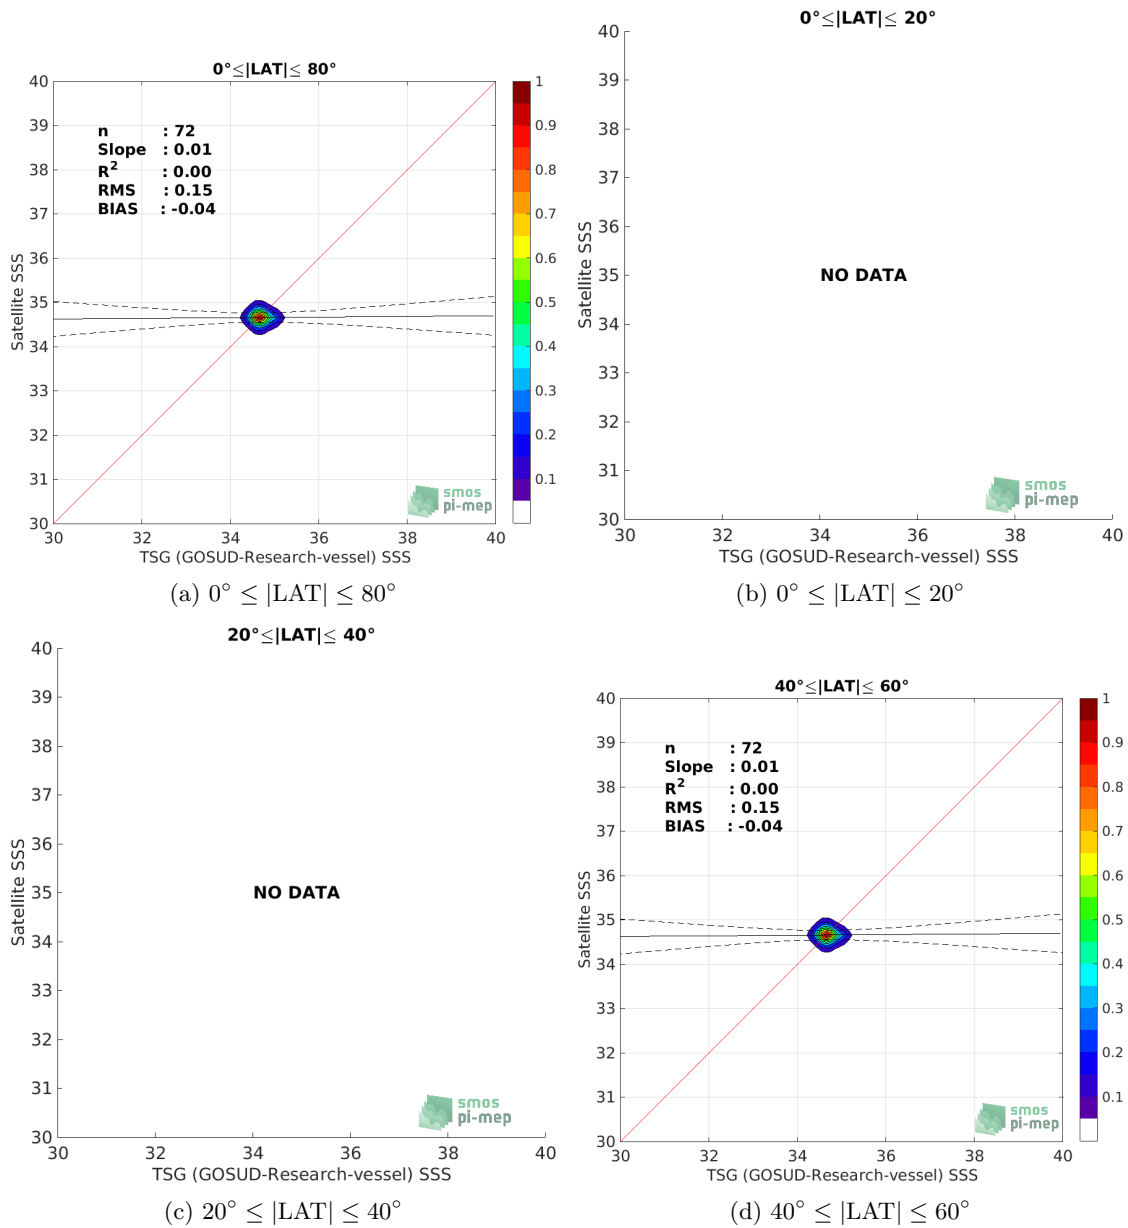 0°≤|LAT|≤ 80°
40
39
38
37
36
35
34
33
32
31
30
n : 72
Slope : 0.01
R² : 0.00
RMS : 0.15
BIAS : -0.04
Satellite SSS
smos
pi-mep
30 32 34 36 38 40
TSG (GOSUD-Research-vessel) SSS
1
0.9
0.8
0.7
0.6
0.5
0.4
0.3
0.2
0.1
(a) 0° ≤ |LAT| ≤ 80°
0°≤|LAT|≤ 20°
40
39
38
37
36
35
34
33
32
31
30
Satellite SSS
NO DATA
smos
pi-mep
30 32 34 36 38 40
TSG (GOSUD-Research-vessel) SSS
(b) 0° ≤ |LAT| ≤ 20°
20°≤|LAT|≤ 40°
40
39
38
37
36
35
34
33
32
31
30
Satellite SSS
NO DATA
smos
pi-mep
30 32 34 36 38 40
TSG (GOSUD-Research-vessel) SSS
(c) 20° ≤ |LAT| ≤ 40°
40°≤|LAT|≤ 60°
40
39
38
37
36
35
34
33
32
31
30
n : 72
Slope : 0.01
R² : 0.00
RMS : 0.15
BIAS : -0.04
Satellite SSS
smos
pi-mep
30 32 34 36 38 40
TSG (GOSUD-Research-vessel) SSS
1
0.9
0.8
0.7
0.6
0.5
0.4
0.3
0.2
0.1
(d) 40° ≤ |LAT| ≤ 60°